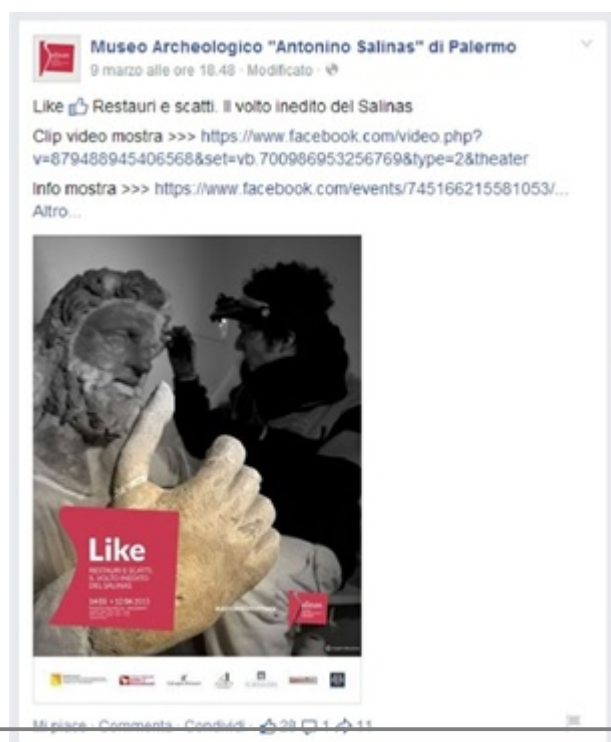 Museo Archeologico "Antonino Salinas" di Palermo
9 marzo alle ore 18.48 · Modificato ·
Like Restauri e scatti. Il volto inedito del Salinas
Clip video mostra >>> https://www.facebook.com/video.php?
v=879488945406568&set=vb.700986953256769&type=2&theater
Info mostra >>> https://www.facebook.com/events/745166215581053/...
Altro...
Like
RESTAURI E SCATTI.
IL VOLTO INEDITO
DEL SALINAS
Salinas
Mi piace · Commenta · Condividi · 28 1 11